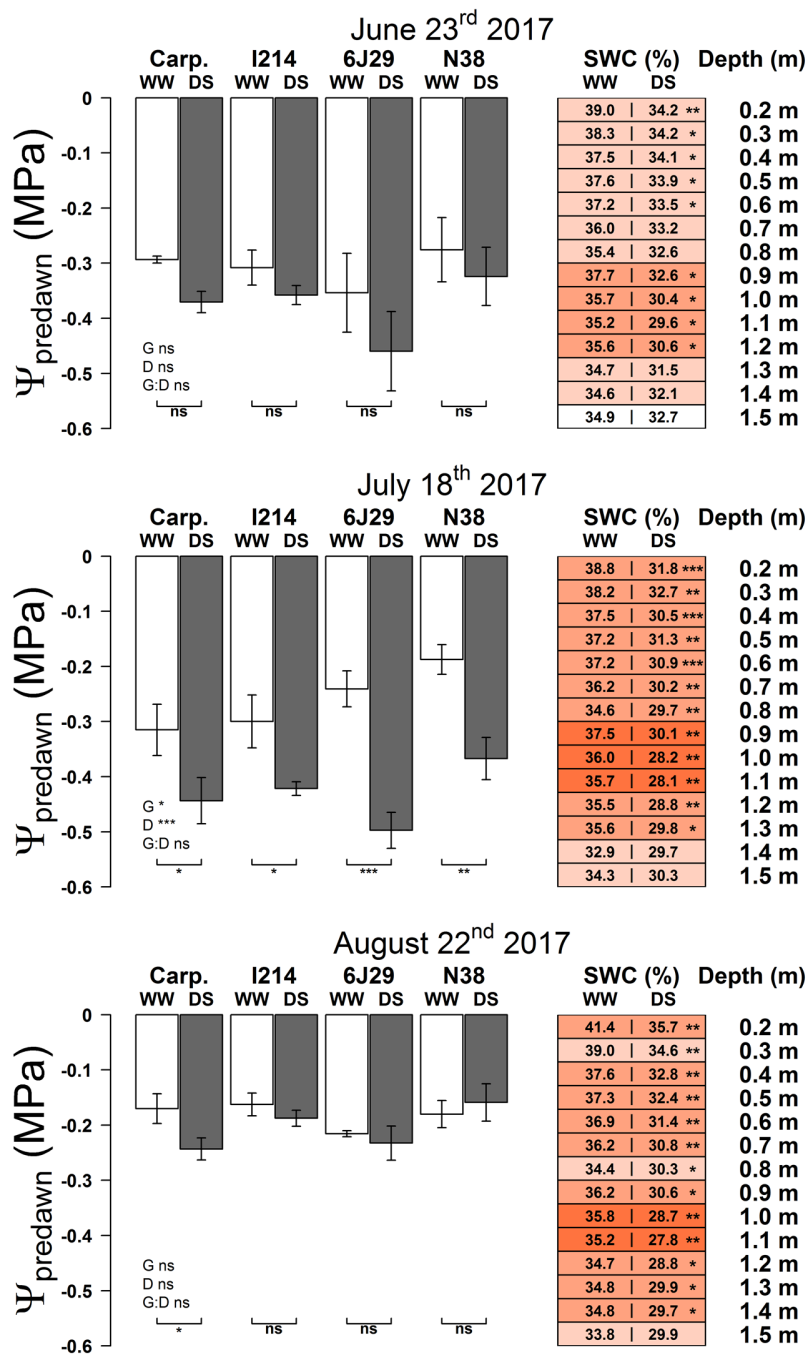 June 23rd 2017
Carp. I214 6J29 N38 SWC (%) Depth (m)
WW DS WW DS WW DS WW DS WW DS
Ψpredawn (MPa)
0
-0.1
-0.2
-0.3
-0.4
-0.5
-0.6
G ns
D ns
G:D ns
ns ns ns ns
39.0 | 34.2 ** 0.2 m
38.3 | 34.2 * 0.3 m
37.5 | 34.1 * 0.4 m
37.6 | 33.9 * 0.5 m
37.2 | 33.5 * 0.6 m
36.0 | 33.2 0.7 m
35.4 | 32.6 0.8 m
37.7 | 32.6 * 0.9 m
35.7 | 30.4 * 1.0 m
35.2 | 29.6 * 1.1 m
35.6 | 30.6 * 1.2 m
34.7 | 31.5 1.3 m
34.6 | 32.1 1.4 m
34.9 | 32.7 1.5 m
July 18th 2017
Carp. I214 6J29 N38 SWC (%) Depth (m)
WW DS WW DS WW DS WW DS WW DS
Ψpredawn (MPa)
0
-0.1
-0.2
-0.3
-0.4
-0.5
-0.6
G *
D ***
G:D ns
* * *** **
38.8 | 31.8 *** 0.2 m
38.2 | 32.7 ** 0.3 m
37.5 | 30.5 *** 0.4 m
37.2 | 31.3 ** 0.5 m
37.2 | 30.9 *** 0.6 m
36.2 | 30.2 ** 0.7 m
34.6 | 29.7 ** 0.8 m
37.5 | 30.1 ** 0.9 m
36.0 | 28.2 ** 1.0 m
35.7 | 28.1 ** 1.1 m
35.5 | 28.8 ** 1.2 m
35.6 | 29.8 * 1.3 m
32.9 | 29.7 1.4 m
34.3 | 30.3 1.5 m
August 22nd 2017
Carp. I214 6J29 N38 SWC (%) Depth (m)
WW DS WW DS WW DS WW DS WW DS
Ψpredawn (MPa)
0
-0.1
-0.2
-0.3
-0.4
-0.5
-0.6
G ns
D ns
G:D ns
* ns ns ns
41.4 | 35.7 ** 0.2 m
39.0 | 34.6 ** 0.3 m
37.6 | 32.8 ** 0.4 m
37.3 | 32.4 ** 0.5 m
36.9 | 31.4 ** 0.6 m
36.2 | 30.8 ** 0.7 m
34.4 | 30.3 * 0.8 m
36.2 | 30.6 * 0.9 m
35.8 | 28.7 ** 1.0 m
35.2 | 27.8 ** 1.1 m
34.7 | 28.8 * 1.2 m
34.8 | 29.9 * 1.3 m
34.8 | 29.7 * 1.4 m
33.8 | 29.9 1.5 m